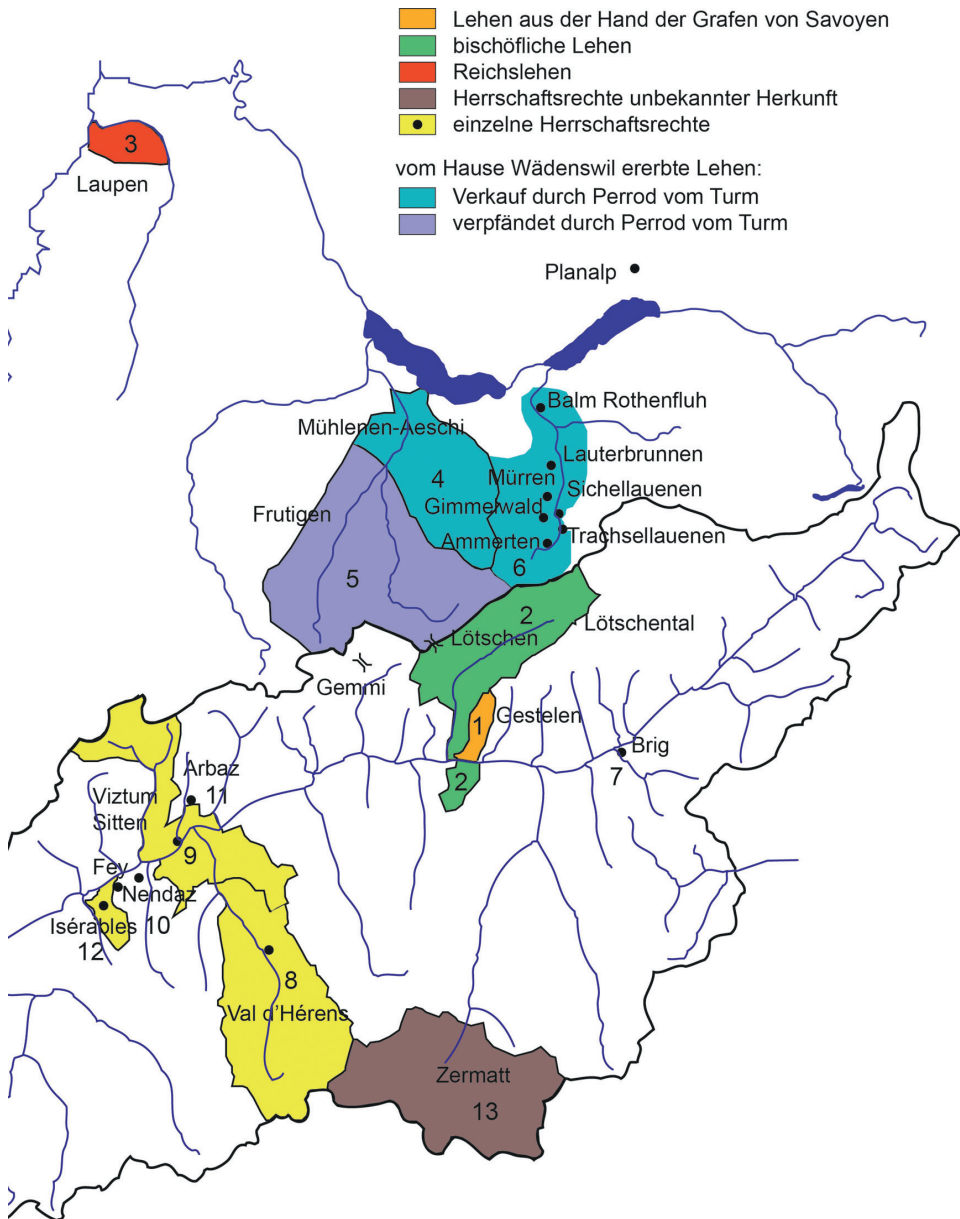 Lehen aus der Hand der Grafen von Savoyen
bischöfliche Lehen
Reichslehen
Herrschaftsrechte unbekannter Herkunft
einzelne Herrschaftsrechte
vom Hause Wädenswil ererbte Lehen:
Verkauf durch Perrod vom Turm
verpfändet durch Perrod vom Turm
3
Laupen
Planalp
Balm Rothenfluh
Mühlenen-Aeschi
Lauterbrunnen
4
Mürren
Sichellauenen
Gimmerwald
Frutigen
Ammerten
Trachsellauenen
5
6
2
Lötschental
Lötschen
Gemmi
Gestelen
1
Brig
7
2
Arbaz
11
Viztum
Sitten
9
Fey
Nendaz
Isérables
10
12
8
Val d'Hérens
Zermatt
13